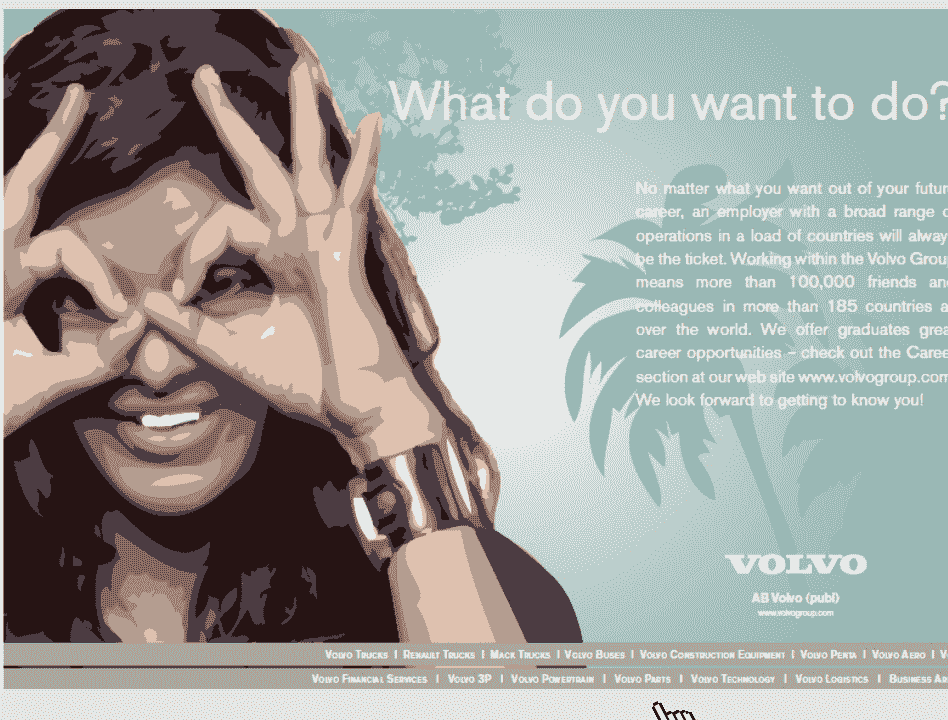 What do you want to do?
No matter what you want out of your futur
career, an employer with a broad range o
operations in a load of countries will alway
be the ticket. Working within the Volvo Grou
means more than 100,000 friends an
colleagues in more than 185 countries a
over the world. We offer graduates grea
career opportunities – check out the Caree
section at our web site www.volvogroup.com
We look forward to getting to know you!
VOLVO
AB Volvo (publ)
www.volvogroup.com
Volvo Trucks | Renault Trucks | Mack Trucks | Volvo Buses | Volvo Construction Equipment | Volvo Penta | Volvo Aero | V
Volvo Financial Services | Volvo 3P | Volvo Powertrain | Volvo Parts | Volvo Technology | Volvo Logistics | Business Ar